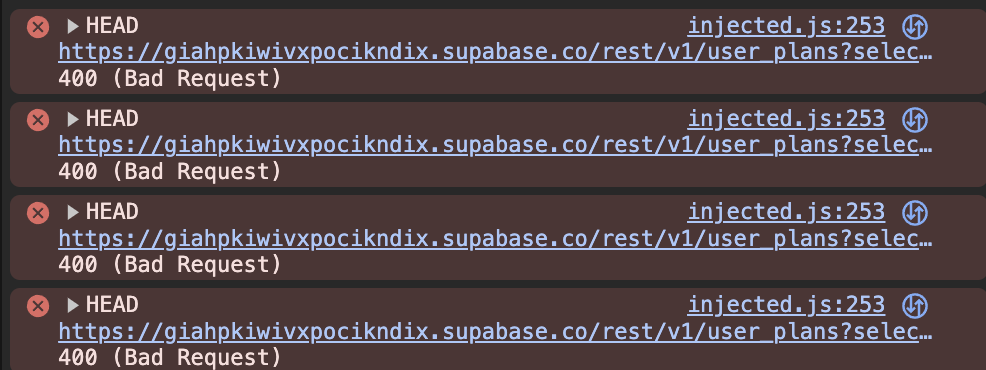 HEAD injected.js:253
https://giahpkiwivxpocikndix.supabase.co/rest/v1/user_plans?selec…
400 (Bad Request)
HEAD injected.js:253
https://giahpkiwivxpocikndix.supabase.co/rest/v1/user_plans?selec…
400 (Bad Request)
HEAD injected.js:253
https://giahpkiwivxpocikndix.supabase.co/rest/v1/user_plans?selec…
400 (Bad Request)
HEAD injected.js:253
https://giahpkiwivxpocikndix.supabase.co/rest/v1/user_plans?selec…
400 (Bad Request)